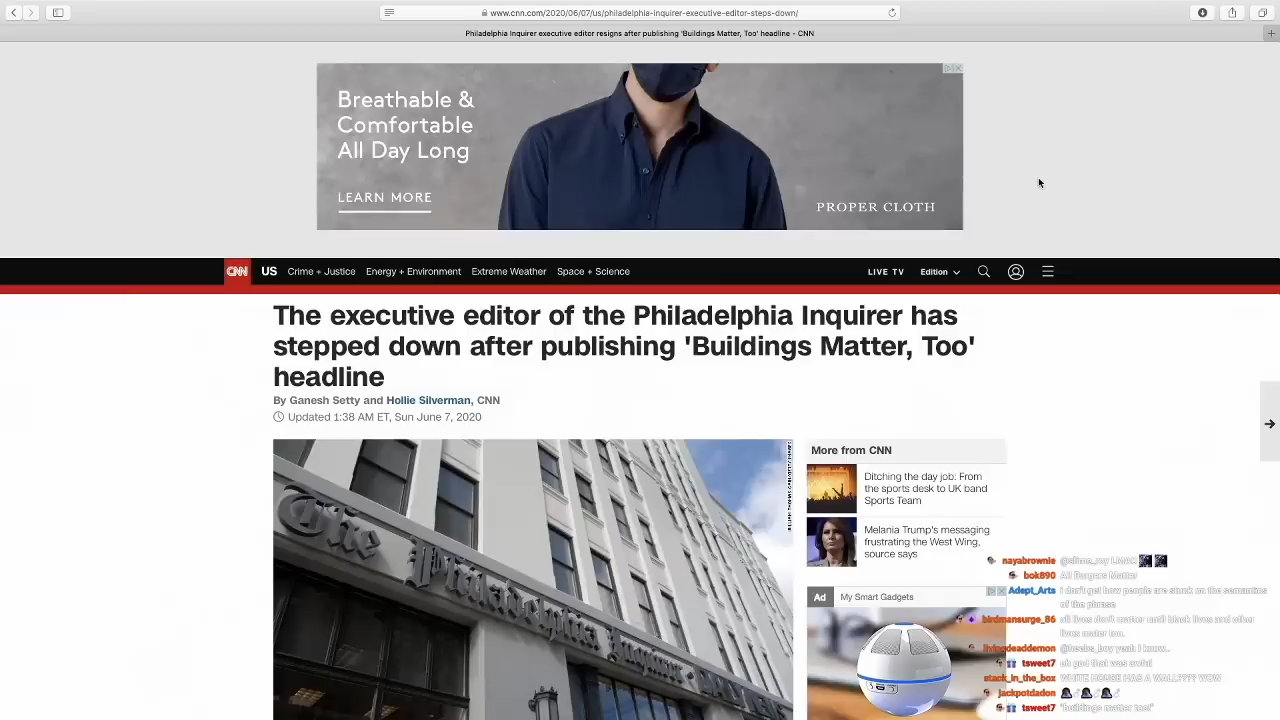 www.cnn.com/2020/06/07/us/philadelphia-inquirer-executive-editor-steps-down/
Philadelphia Inquirer executive editor resigns after publishing 'Buildings Matter, Too' headline - CNN
Breathable &
Comfortable
All Day Long
LEARN MORE
PROPER CLOTH
CNN US Crime + Justice Energy + Environment Extreme Weather Space + Science LIVE TV Edition
The executive editor of the Philadelphia Inquirer has
stepped down after publishing 'Buildings Matter, Too'
headline
By Ganesh Setty and Hollie Silverman, CNN
Updated 1:38 AM ET, Sun June 7, 2020
The Philadelphia Inquirer
More from CNN
Ditching the day job: From
the sports desk to UK band
Sports Team
Melania Trump's messaging
frustrating the West Wing,
source says
Ad My Smart Gadgets
nayabrownie
bok890 All Burgers Matter
Adept_Arts i don't get how people are stuck on the semantics
of the phrase
birdmansurge_86 all lives don't matter until black lives and other
lives matter too.
livingdeaddemon yeah i know..
tsweet7 oh god that was awful
stack_in_the_box WHITE HOUSE HAS A WALL???? WOW
jackpotdadon
tsweet7 "buildings matter too!"